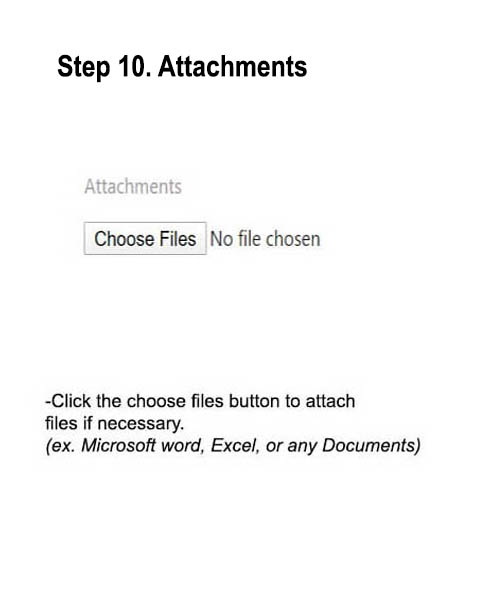 Step 10. Attachments
Attachments
Choose Files No file chosen
-Click the choose files button to attach
files if necessary.
(ex. Microsoft word, Excel, or any Documents)